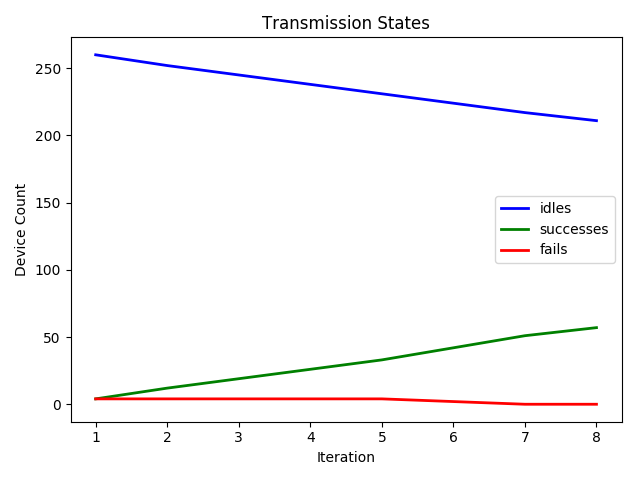 Transmission States
250
200
150
100
50
0
Device Count
idles
successes
fails
1 2 3 4 5 6 7 8
Iteration